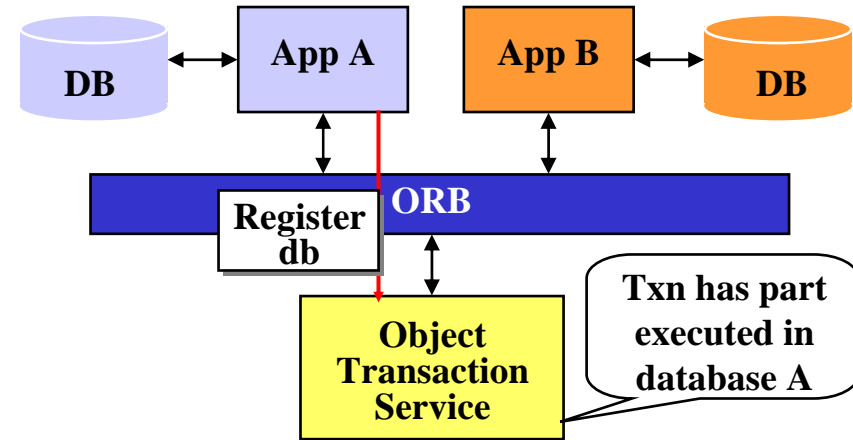 DB
App A
App B
DB
ORB
Register
db
Object
Transaction
Service
Txn has part
executed in
database A